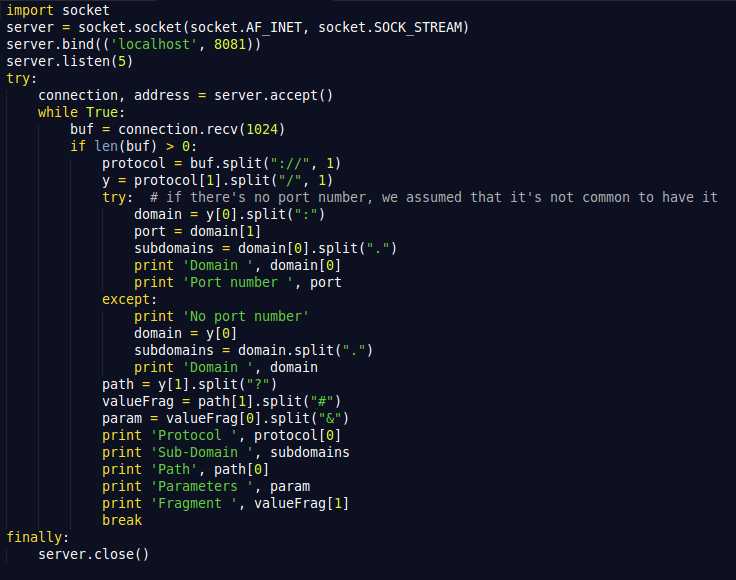 import socket
server = socket.socket(socket.AF_INET, socket.SOCK_STREAM)
server.bind(('localhost', 8081))
server.listen(5)
try:
    connection, address = server.accept()
    while True:
        buf = connection.recv(1024)
        if len(buf) > 0:
            protocol = buf.split("://", 1)
            y = protocol[1].split("/", 1)
            try:  # if there's no port number, we assumed that it's not common to have it
                domain = y[0].split(":")
                port = domain[1]
                subdomains = domain[0].split(".")
                print 'Domain ', domain[0]
                print 'Port number ', port
            except:
                print 'No port number'
                domain = y[0]
                subdomains = domain.split(".")
                print 'Domain ', domain
            path = y[1].split("?")
            valueFrag = path[1].split("#")
            param = valueFrag[0].split("&")
            print 'Protocol ', protocol[0]
            print 'Sub-Domain ', subdomains
            print 'Path', path[0]
            print 'Parameters ', param
            print 'Fragment ', valueFrag[1]
            break
finally:
    server.close()